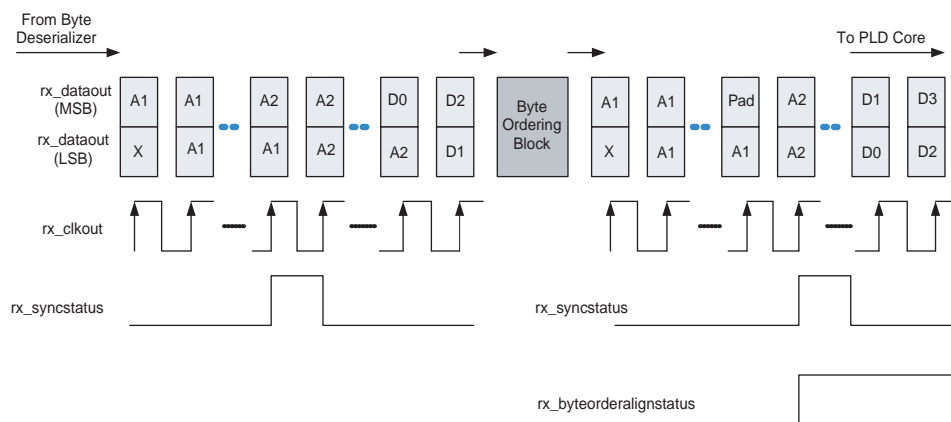 From Byte
Deserializer
To PLD Core
rx_dataout
(MSB)
A1
A1
A2
A2
D0
D2
rx_dataout
(LSB)
X
A1
A1
A2
A2
D1
Byte
Ordering
Block
A1
A1
Pad
A2
D1
D3
X
A1
A1
A2
D0
D2
rx_clkout
rx_syncstatus
rx_syncstatus
rx_byteorderalignstatus